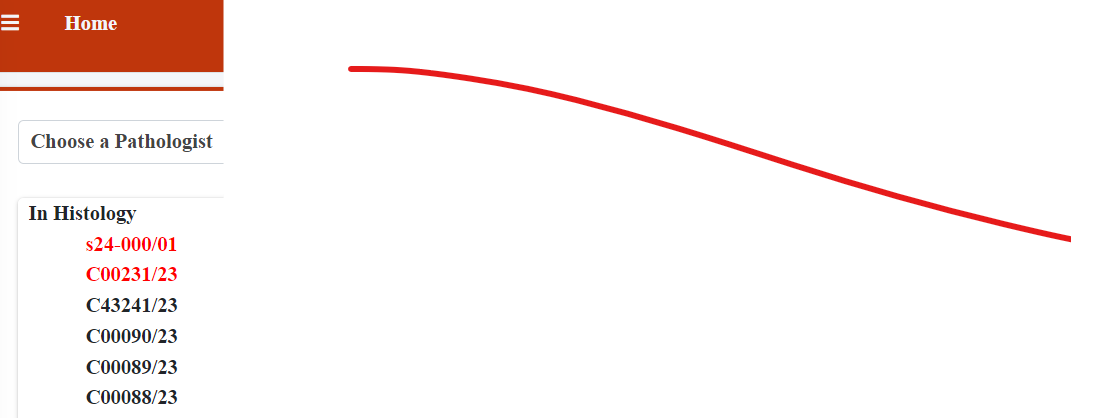 Home
Choose a Pathologist
In Histology
s24-000/01
C00231/23
C43241/23
C00090/23
C00089/23
C00088/23